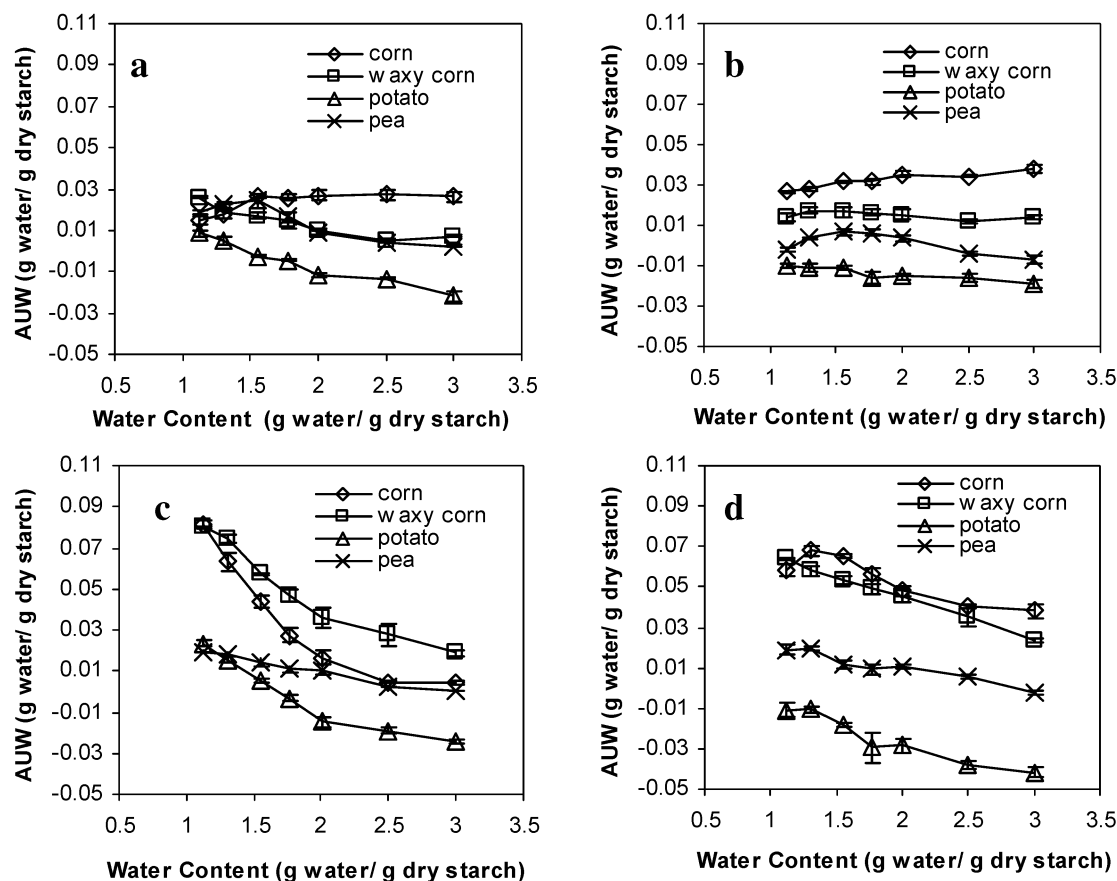 a
AUW (g water/ g dry starch)
0.11
0.09
0.07
0.05
0.03
0.01
-0.01
-0.03
-0.05
corn
waxy corn
potato
pea
0.5 1 1.5 2 2.5 3 3.5
Water Content (g water/ g dry starch)
b
AUW (g water/ g dry starch)
0.11
0.09
0.07
0.05
0.03
0.01
-0.01
-0.03
-0.05
corn
waxy corn
potato
pea
0.5 1 1.5 2 2.5 3 3.5
Water Content (g water/ g dry starch)
c
AUW (g water/ g dry starch)
0.11
0.09
0.07
0.05
0.03
0.01
-0.01
-0.03
-0.05
corn
waxy corn
potato
pea
0.5 1 1.5 2 2.5 3 3.5
Water Content (g water/ g dry starch)
d
AUW (g water/ g dry starch)
0.11
0.09
0.07
0.05
0.03
0.01
-0.01
-0.03
-0.05
corn
waxy corn
potato
pea
0.5 1 1.5 2 2.5 3 3.5
Water Content (g water/ g dry starch)